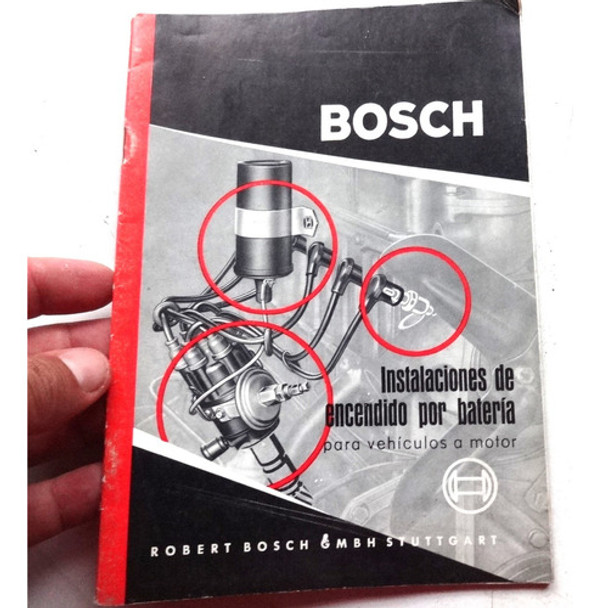 BOSCH
Instalaciones de
encendido por batería
para vehículos a motor
ROBERT BOSCH GMBH STUTTGART